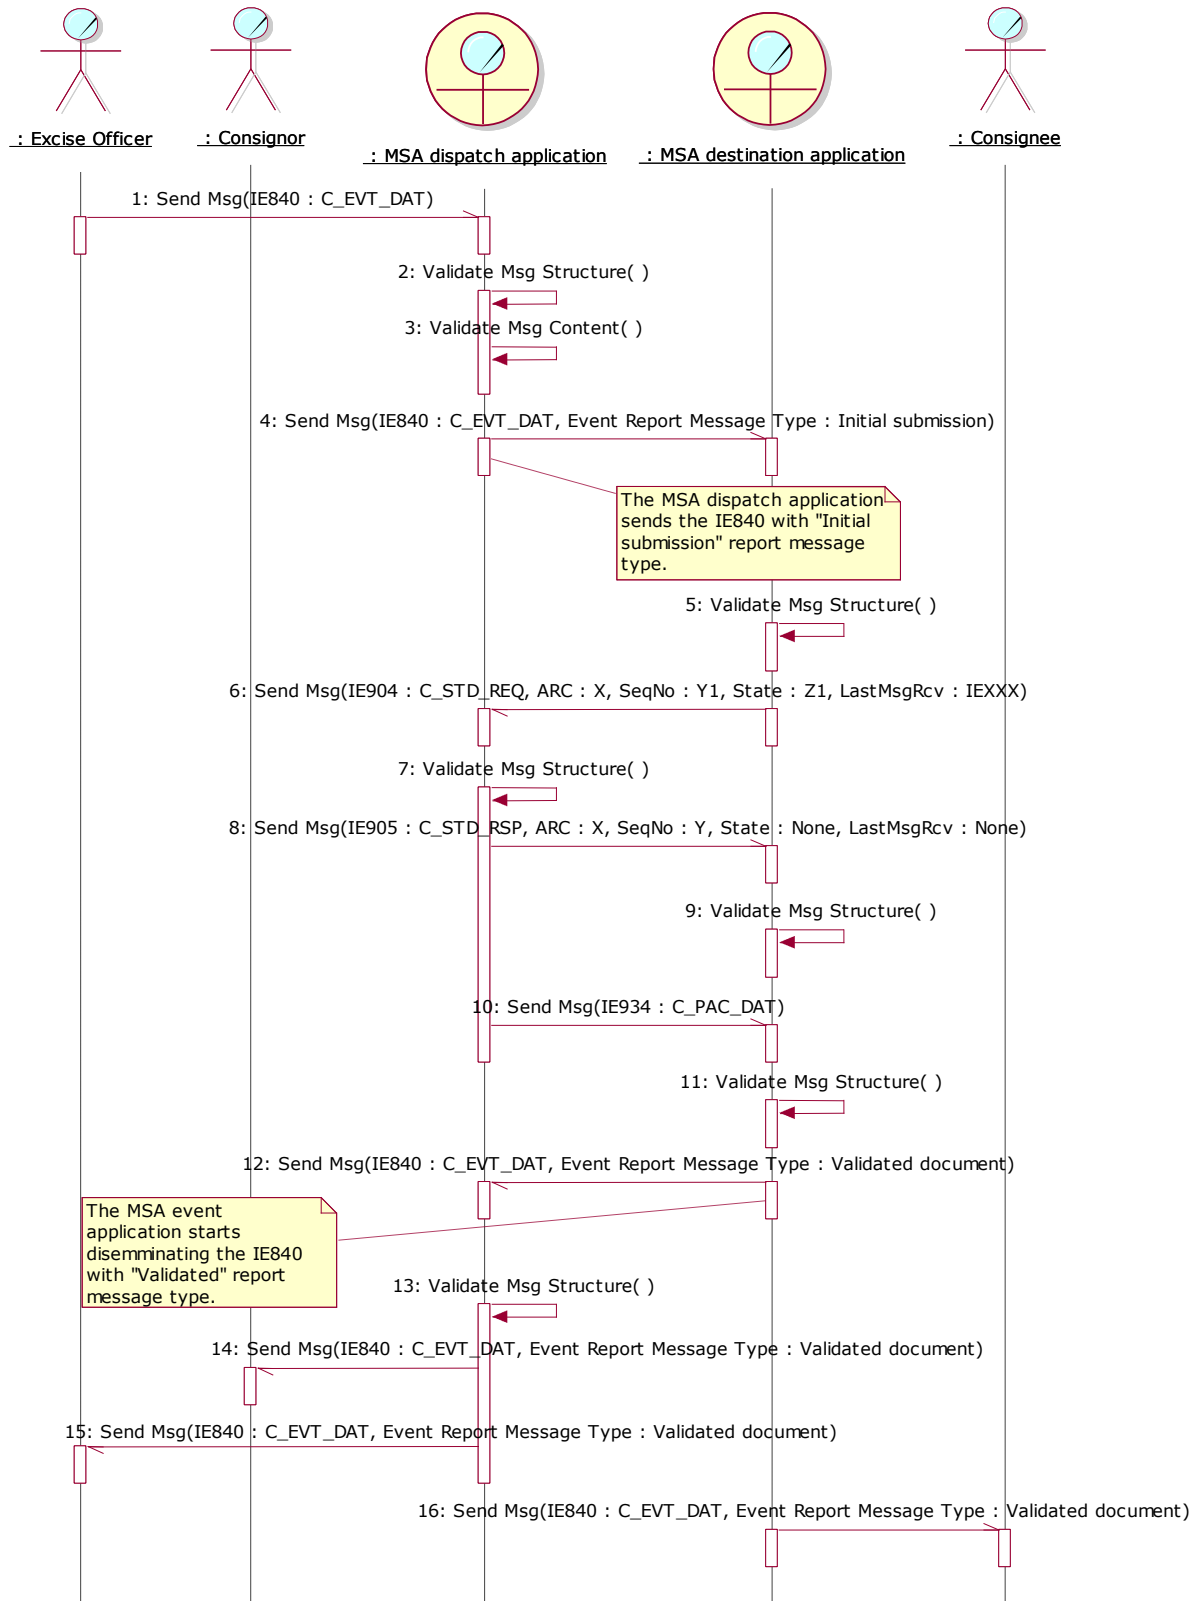 : Excise Officer
: Consignor
: MSA dispatch application
: MSA destination application
: Consignee
1: Send Msg(IE840 : C_EVT_DAT)
2: Validate Msg Structure( )
3: Validate Msg Content( )
4: Send Msg(IE840 : C_EVT_DAT, Event Report Message Type : Initial submission)
The MSA dispatch application
sends the IE840 with "Initial
submission" report message
type.
5: Validate Msg Structure( )
6: Send Msg(IE904 : C_STD_REQ, ARC : X, SeqNo : Y1, State : Z1, LastMsgRcv : IEXXX)
7: Validate Msg Structure( )
8: Send Msg(IE905 : C_STD_RSP, ARC : X, SeqNo : Y, State : None, LastMsgRcv : None)
9: Validate Msg Structure( )
10: Send Msg(IE934 : C_PAC_DAT)
11: Validate Msg Structure( )
12: Send Msg(IE840 : C_EVT_DAT, Event Report Message Type : Validated document)
The MSA event
application starts
disemminating the IE840
with "Validated" report
message type.
13: Validate Msg Structure( )
14: Send Msg(IE840 : C_EVT_DAT, Event Report Message Type : Validated document)
15: Send Msg(IE840 : C_EVT_DAT, Event Report Message Type : Validated document)
16: Send Msg(IE840 : C_EVT_DAT, Event Report Message Type : Validated document)